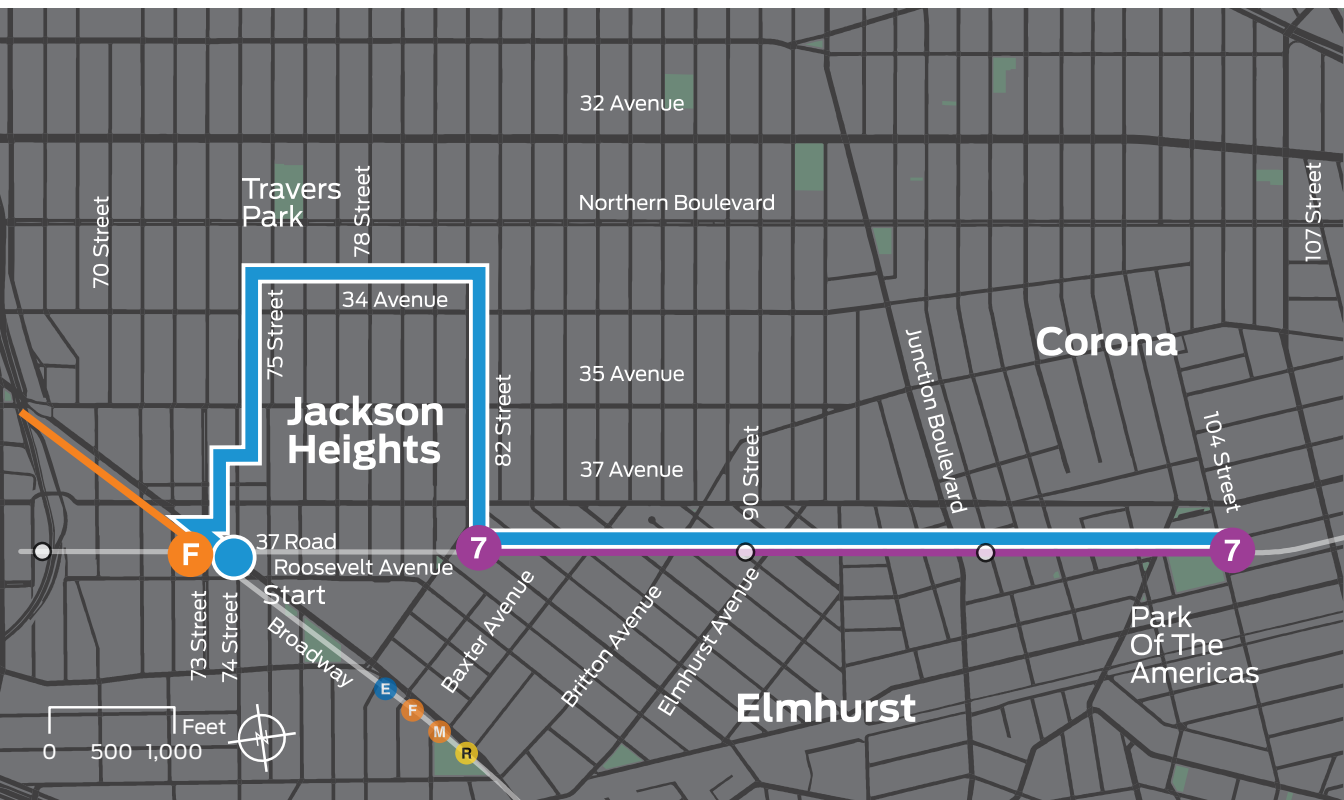 32 Avenue
Travers
Park
78 Street
70 Street
Northern Boulevard
107 Street
34 Avenue
75 Street
Corona
Junction Boulevard
35 Avenue
82 Street
Jackson
Heights
104 Street
90 Street
37 Avenue
F
37 Road
7
7
Roosevelt Avenue
Start
73 Street
74 Street
Broadway
Baxter Avenue
Britton Avenue
Elmhurst Avenue
Park
Of The
Americas
E
F
M
R
Elmhurst
Feet
0 500 1,000
N